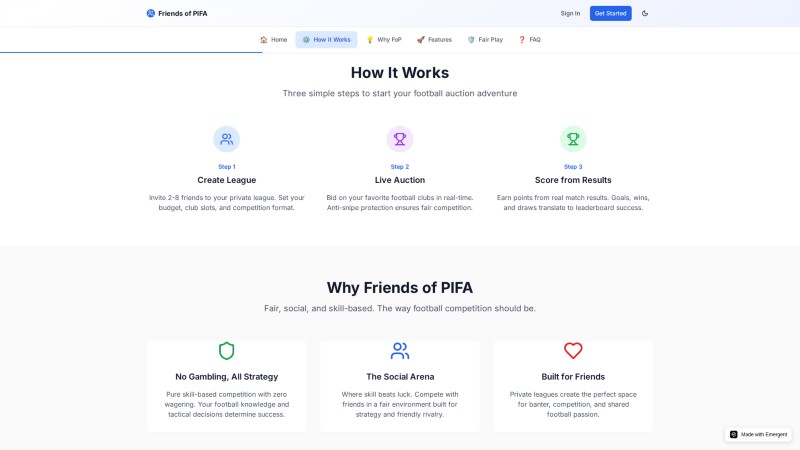 Friends of PIFA
Sign In
Get Started
🏠 Home
⚙️ How It Works
💡 Why FoP
🚀 Features
🛡️ Fair Play
❓ FAQ
How It Works
Three simple steps to start your football auction adventure
Step 1
Create League
Invite 2-8 friends to your private league. Set your
budget, club slots, and competition format.
Step 2
Live Auction
Bid on your favorite football clubs in real-time.
Anti-snipe protection ensures fair competition.
Step 3
Score from Results
Earn points from real match results. Goals, wins,
and draws translate to leaderboard success.
Why Friends of PIFA
Fair, social, and skill-based. The way football competition should be.
No Gambling, All Strategy
Pure skill-based competition with zero
wagering. Your football knowledge and
tactical decisions determine success.
The Social Arena
Where skill beats luck. Compete with
friends in a fair environment built for
strategy and friendly rivalry.
Built for Friends
Private leagues create the perfect space
for banter, competition, and shared
football passion.
Made with Emergent